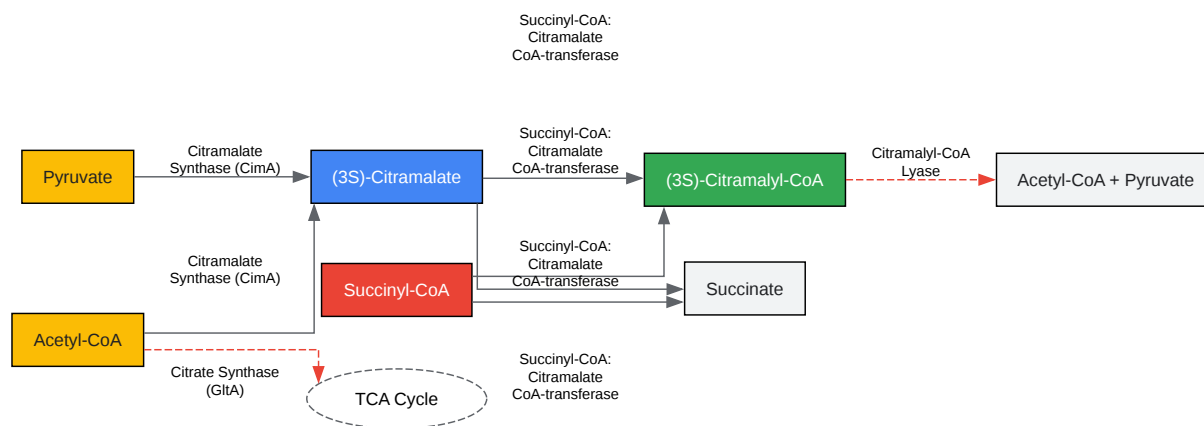 Succinyl-CoA:
Citramalate
CoA-transferase
Pyruvate
Citramalate
Synthase (CimA)
(3S)-Citramalate
Succinyl-CoA:
Citramalate
CoA-transferase
(3S)-Citramalyl-CoA
Citramalyl-CoA
Lyase
Acetyl-CoA + Pyruvate
Citramalate
Synthase (CimA)
Succinyl-CoA
Succinyl-CoA:
Citramalate
CoA-transferase
Succinate
Acetyl-CoA
Citrate Synthase
(GltA)
TCA Cycle
Succinyl-CoA:
Citramalate
CoA-transferase